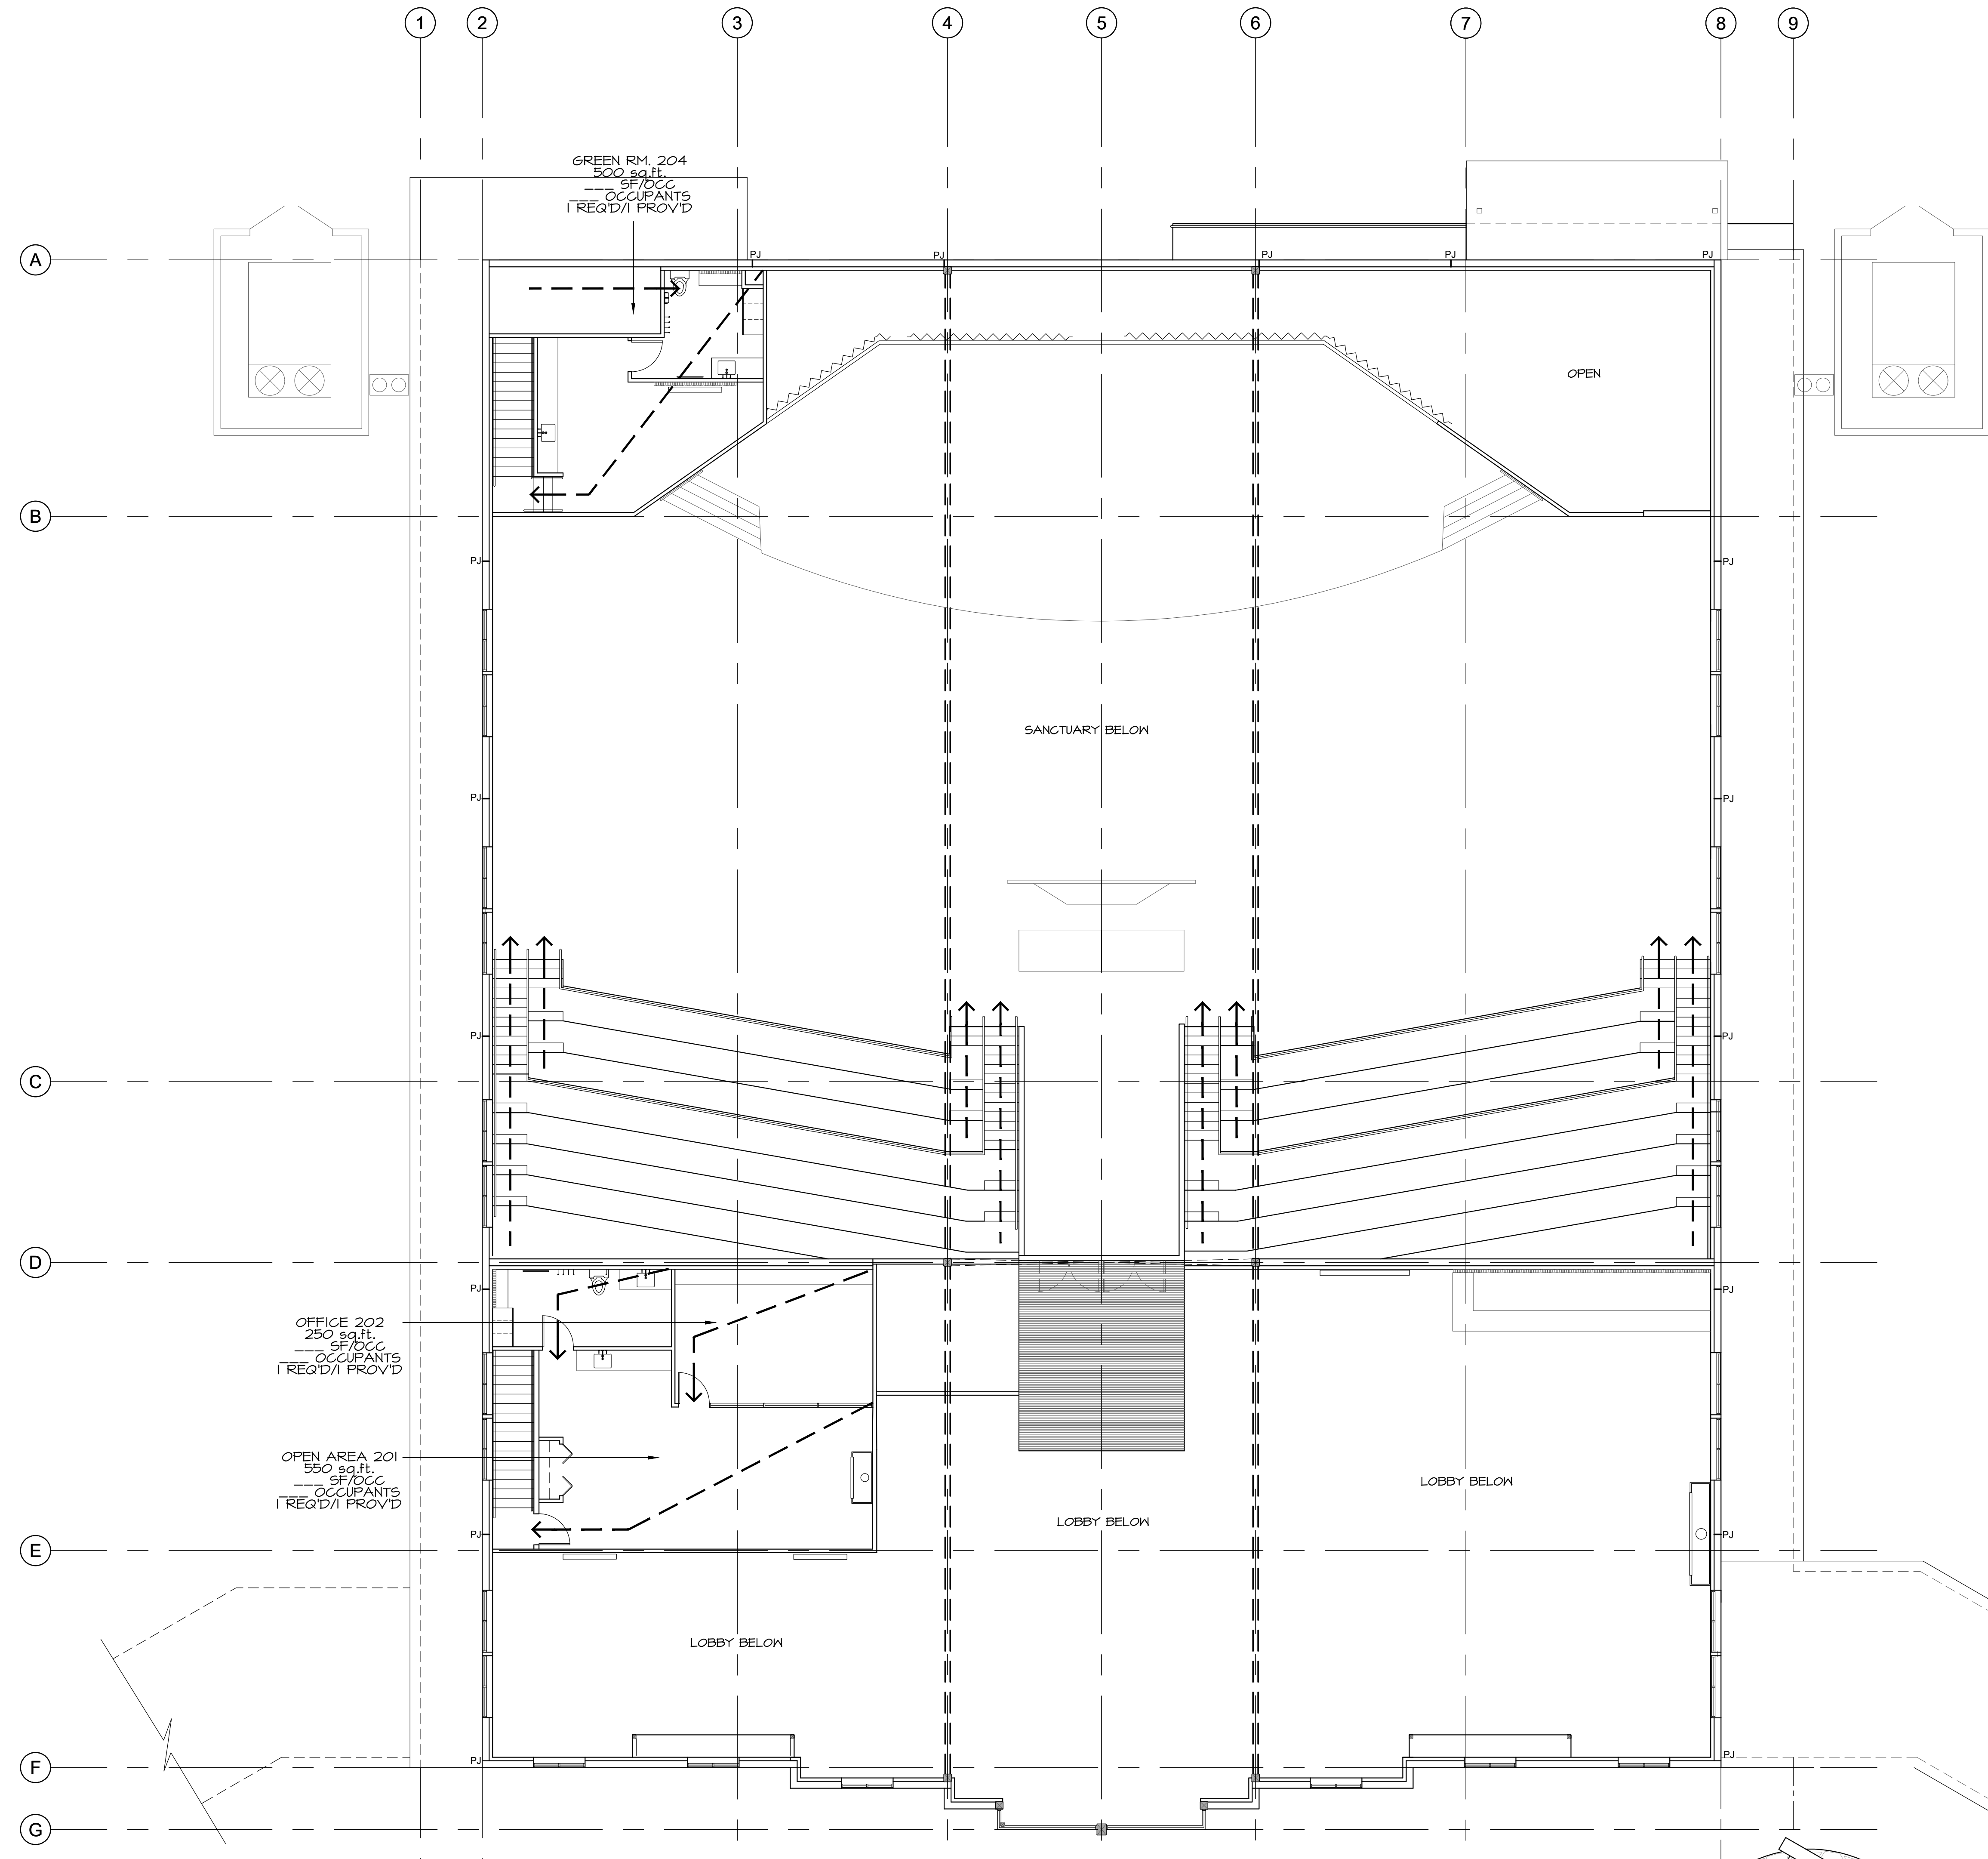 1 2 3 4 5 6 7 8 9
GREEN RM. 204
500 sq.ft.
___ SF/OCC
___ OCCUPANTS
1 REQ'D/1 PROV'D
A
PJ PJ PJ PJ PJ
OPEN
B
PJ PJ
SANCTUARY BELOW
PJ PJ
PJ PJ
C
D
PJ PJ
OFFICE 202
250 sq.ft.
___ SF/OCC
___ OCCUPANTS
1 REQ'D/1 PROV'D
OPEN AREA 201
550 sq.ft.
___ SF/OCC
___ OCCUPANTS
1 REQ'D/1 PROV'D
LOBBY BELOW
LOBBY BELOW
PJ PJ
E
LOBBY BELOW
PJ PJ
F
G